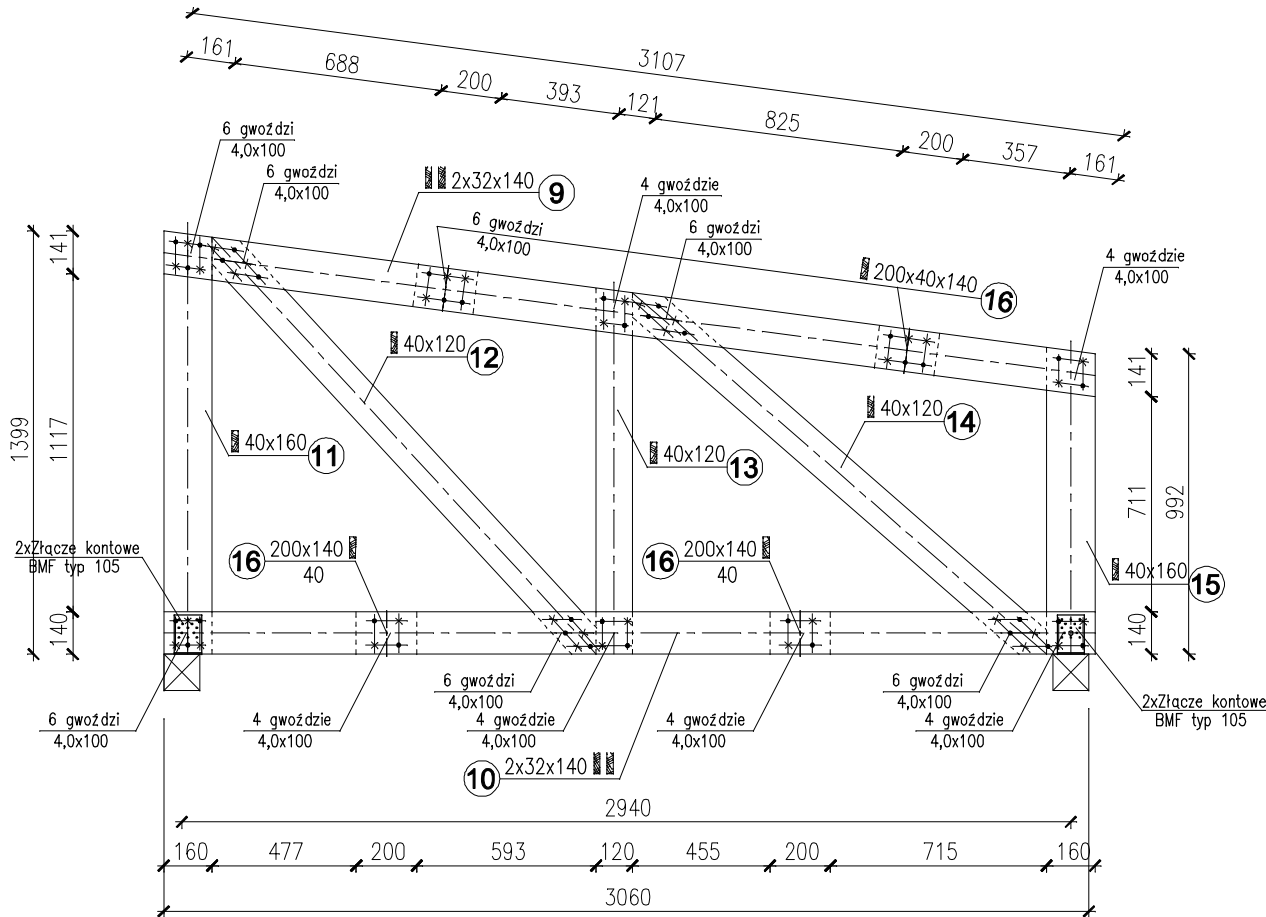 3107
161
688
200
393
121
825
200
357
161
6 gwoździ
4,0x100
6 gwoździ
4,0x100
2x32x140
9
6 gwoździ
4,0x100
4 gwoździe
4,0x100
6 gwoździ
4,0x100
200x40x140
16
4 gwoździe
4,0x100
1399
141
1117
140
40x160
11
40x120
12
40x120
13
40x120
14
141
711
140
992
40x160
15
2xZłącze kontowe
BMF typ 105
16
200x140
40
16
200x140
40
6 gwoździ
4,0x100
4 gwoździe
4,0x100
6 gwoździ
4,0x100
4 gwoździe
4,0x100
4 gwoździe
4,0x100
6 gwoździ
4,0x100
4 gwoździe
4,0x100
2xZłącze kontowe
BMF typ 105
10
2x32x140
2940
160
477
200
593
120
455
200
715
160
3060